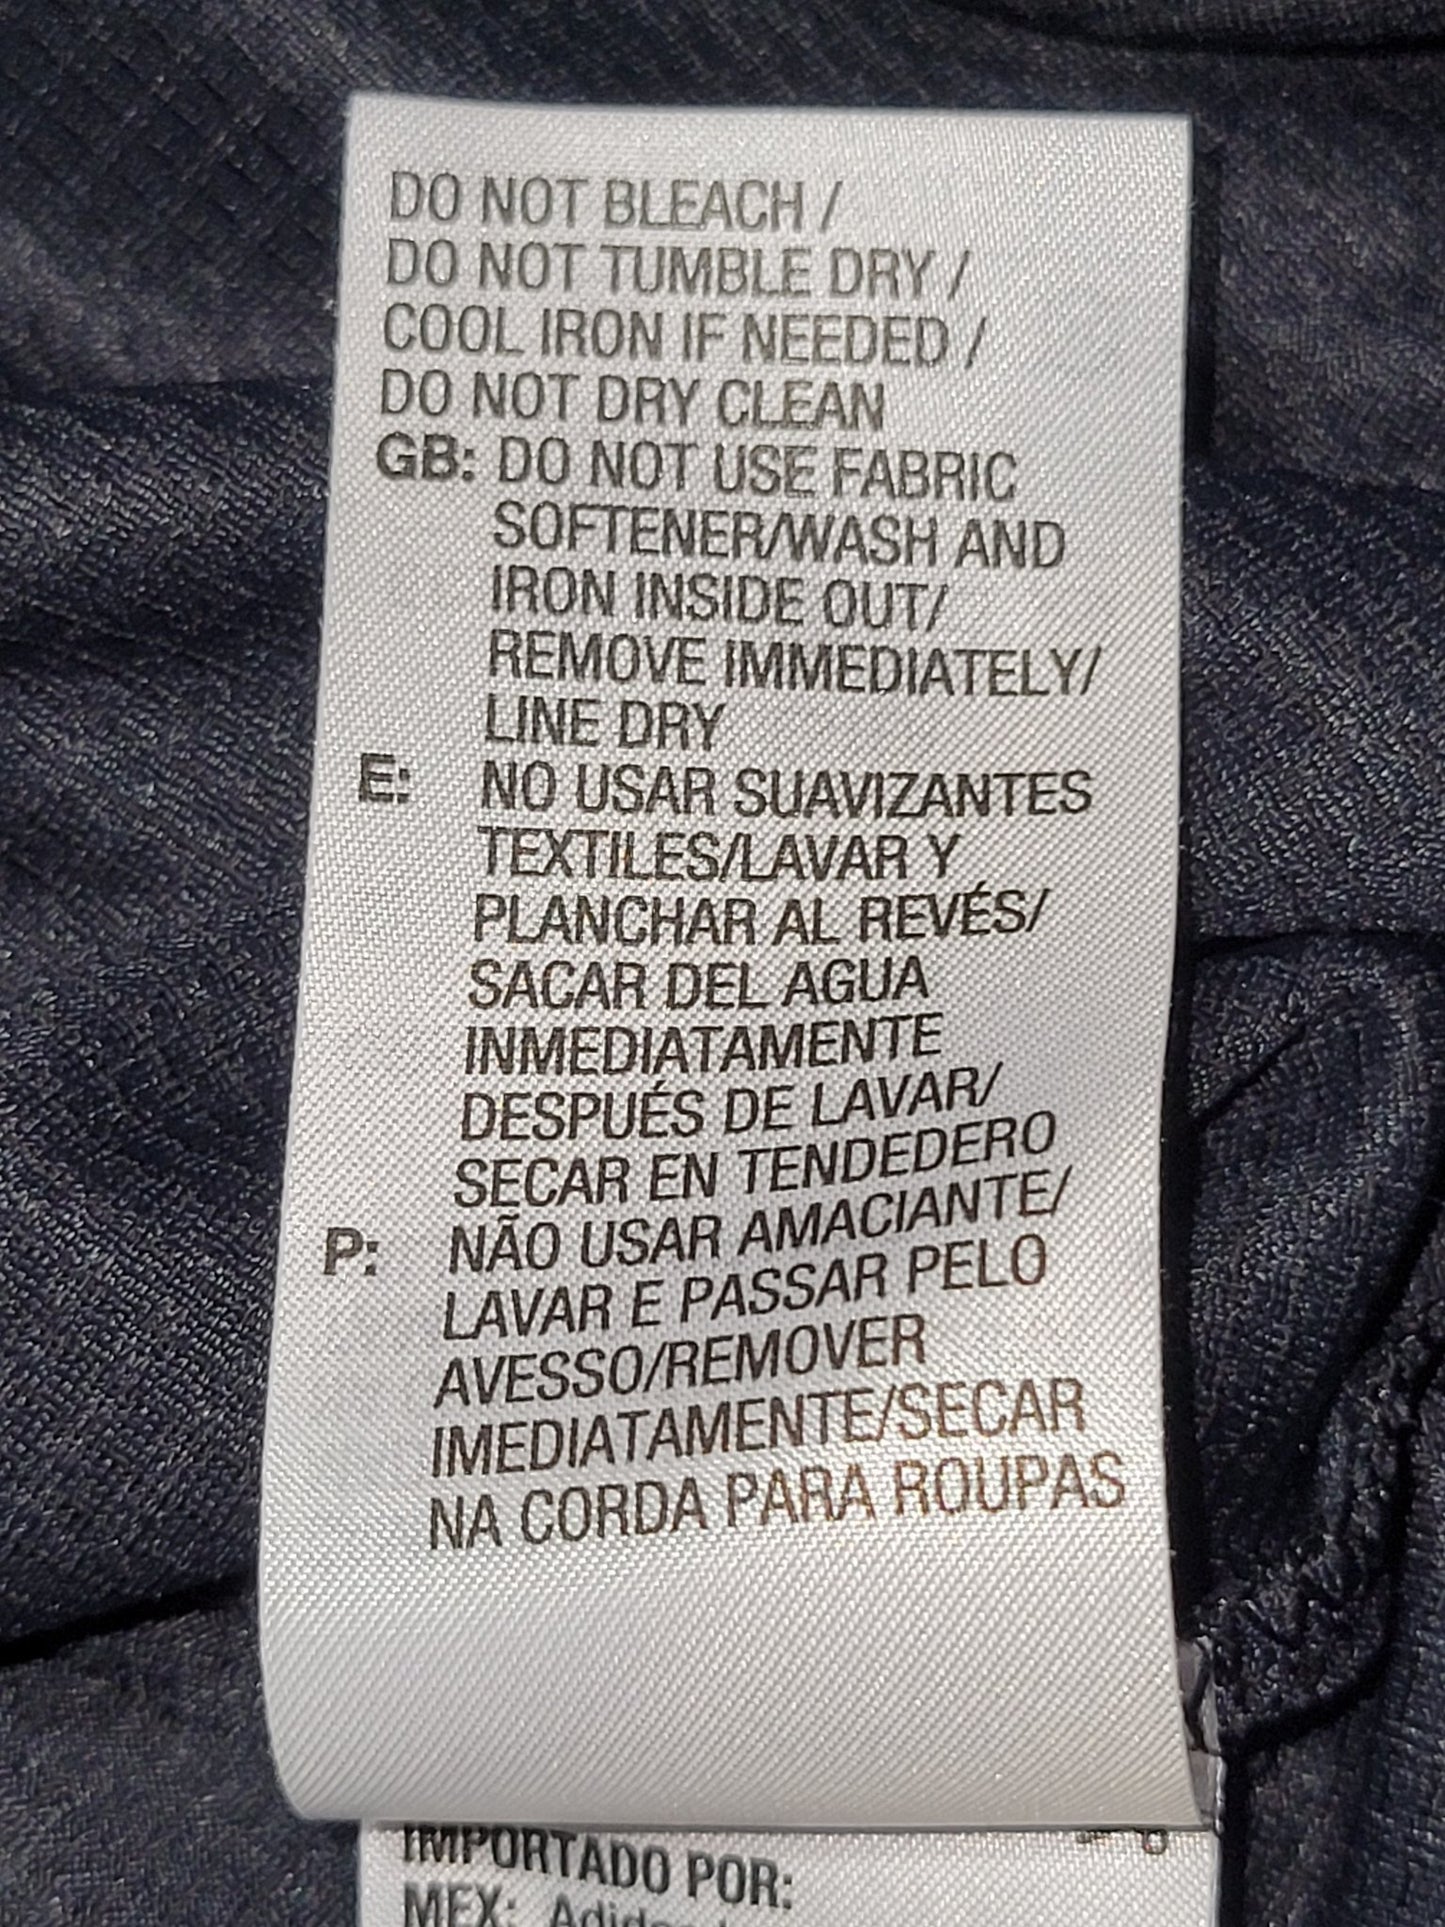 DO NOT BLEACH /
DO NOT TUMBLE DRY /
COOL IRON IF NEEDED /
DO NOT DRY CLEAN
GB: DO NOT USE FABRIC
SOFTENER/WASH AND
IRON INSIDE OUT/
REMOVE IMMEDIATELY/
LINE DRY
E: NO USAR SUAVIZANTES
TEXTILES/LAVAR Y
PLANCHAR AL REVÉS/
SACAR DEL AGUA
INMEDIATAMENTE
DESPUÉS DE LAVAR/
SECAR EN TENDEDERO
P: NÃO USAR AMACIANTE/
LAVAR E PASSAR PELO
AVESSO/REMOVER
IMEDIATAMENTE/SECAR
NA CORDA PARA ROUPAS
IMPORTADO POR:
MEX: